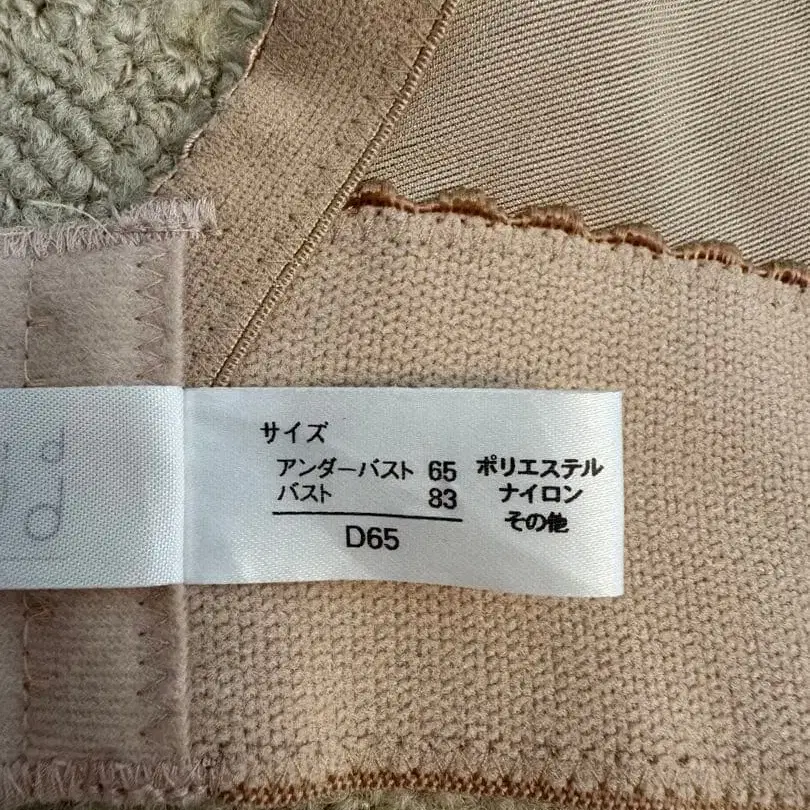 サイズ
アンダーバスト 65
バスト 83
D65
ポリエステル
ナイロン
その他